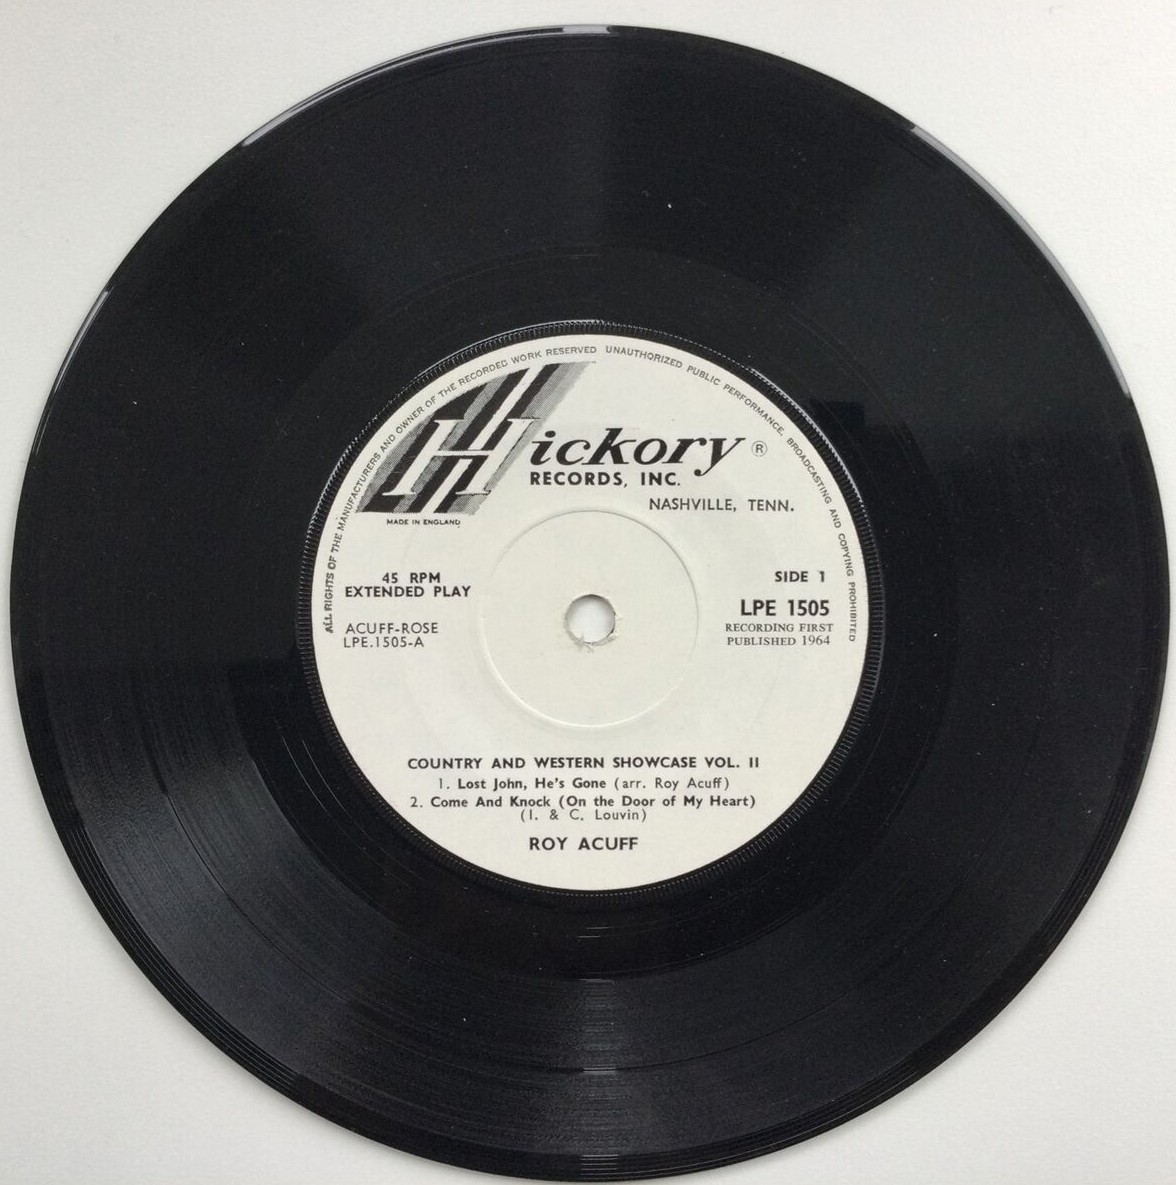 ALL RIGHTS OF THE MANUFACTURERS AND OWNER OF THE RECORDED WORK RESERVED UNAUTHORIZED PUBLIC PERFORMANCE, BROADCASTING AND COPYING PROHIBITED
Hickory ®
RECORDS, INC.
NASHVILLE, TENN.
MADE IN ENGLAND
45 RPM
EXTENDED PLAY
SIDE 1
LPE 1505
ACUFF-ROSE
LPE.1505-A
RECORDING FIRST
PUBLISHED 1964
COUNTRY AND WESTERN SHOWCASE VOL. II
1. Lost John, He's Gone (arr. Roy Acuff)
2. Come And Knock (On the Door of My Heart)
(I. & C. Louvin)
ROY ACUFF